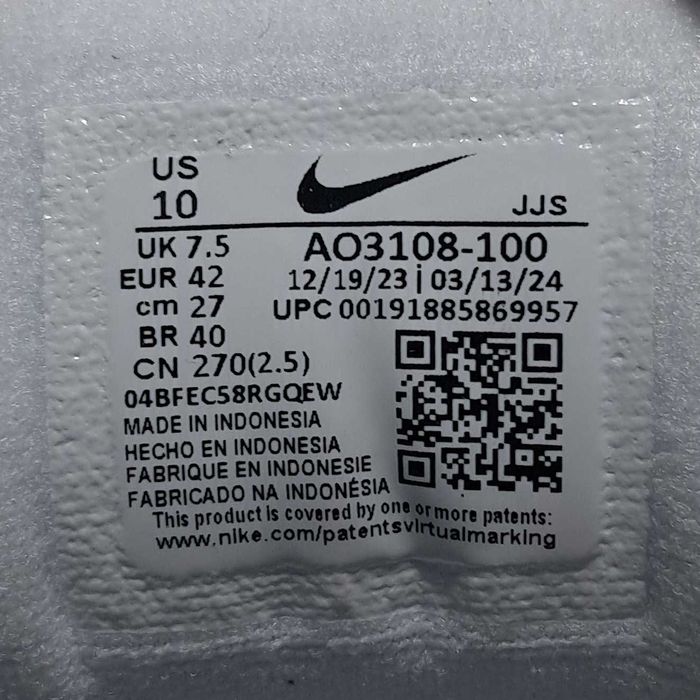 US
10
JJS
UK 7.5
AO3108-100
EUR 42
12/19/23 | 03/13/24
cm 27
UPC 00191885869957
BR 40
CN 270(2.5)
04BFEC58RGQEW
MADE IN INDONESIA
HECHO EN INDONESIA
FABRIQUE EN INDONESIE
FABRICADO NA INDONÉSIA
This product is covered by one or more patents:
www.nike.com/patentsvirtualmarking